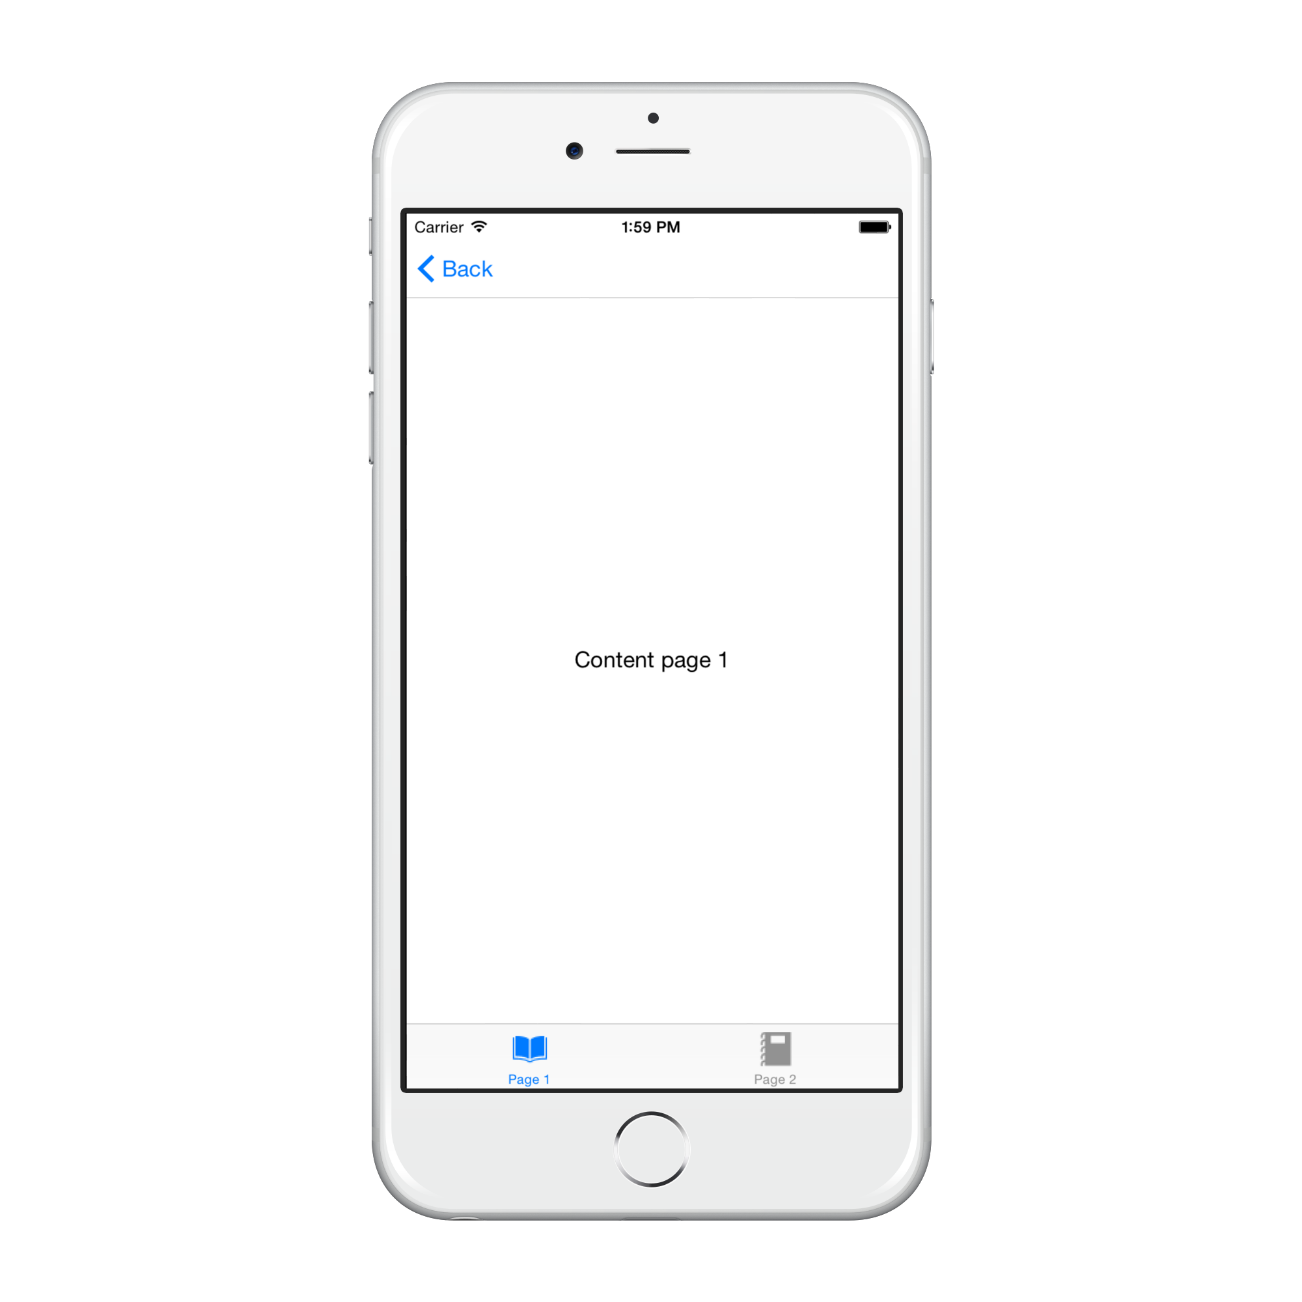 Carrier 1:59 PM
Back
Content page 1
Page 1 Page 2